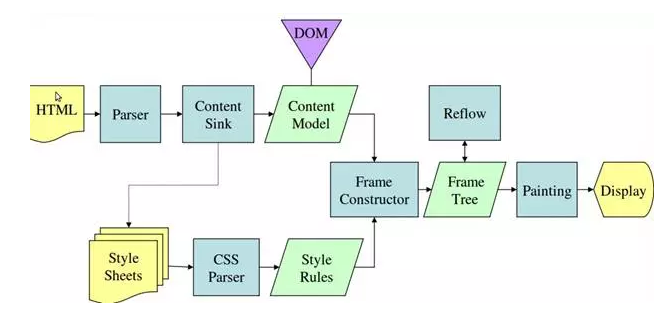 DOM
HTML
Parser
Content
Sink
Content
Model
Reflow
Frame
Constructor
Frame
Tree
Painting
Display
Style
Sheets
CSS
Parser
Style
Rules